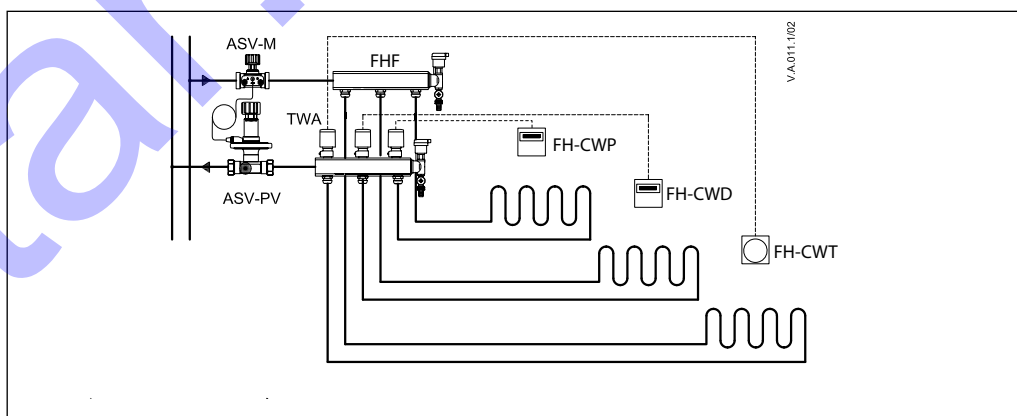 ASV-M
FHF
V.A.011.1/02
TWA
FH-CWP
FH-CWD
ASV-PV
FH-CWT